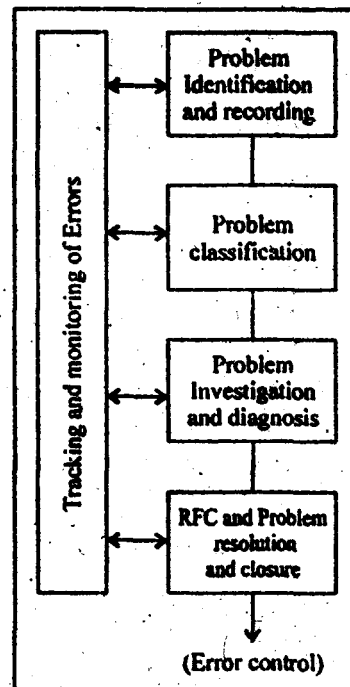 Tracking and monitoring of Errors
Problem
Identification
and recording
Problem
classification
Problem
Investigation
and diagnosis
RFC and Problem
resolution
and closure
(Error control)